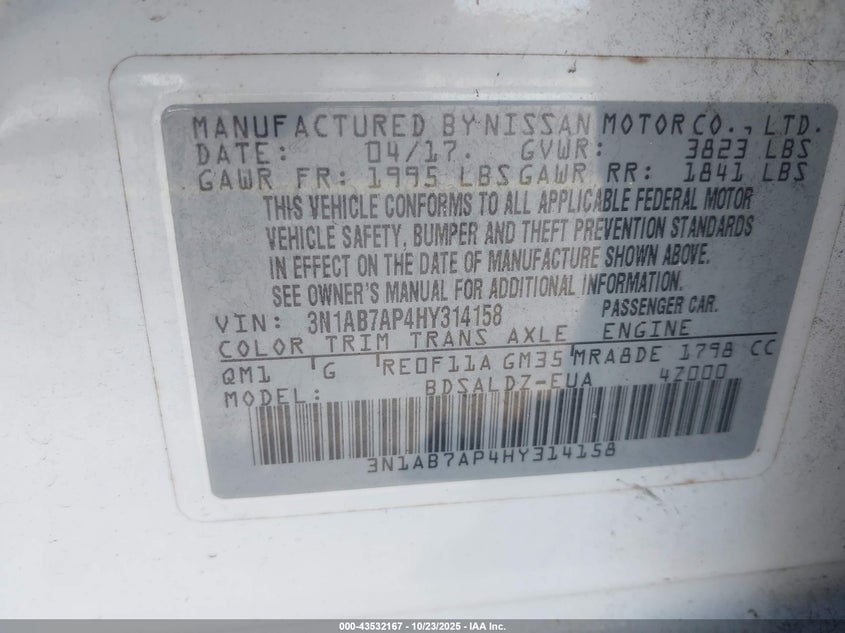 MANUFACTURED BY NISSAN MOTOR CO., LTD.
DATE: 04/17. GVWR: 3823 LBS
GAWR FR: 1995 LBS GAWR RR: 1841 LBS
THIS VEHICLE CONFORMS TO ALL APPLICABLE FEDERAL MOTOR
VEHICLE SAFETY, BUMPER AND THEFT PREVENTION STANDARDS
IN EFFECT ON THE DATE OF MANUFACTURE SHOWN ABOVE.
SEE OWNER'S MANUAL FOR ADDITIONAL INFORMATION.
VIN: 3N1AB7AP4HY314158 PASSENGER CAR.
COLOR TRIM TRANS AXLE ENGINE
QM1 G RE0F11A GM35 MRA8DE 1798 CC
MODEL: BDSALDZ-EUA 4Z000
3N1AB7AP4HY314158
000-43532167 - 10/23/2025 - IAA Inc.